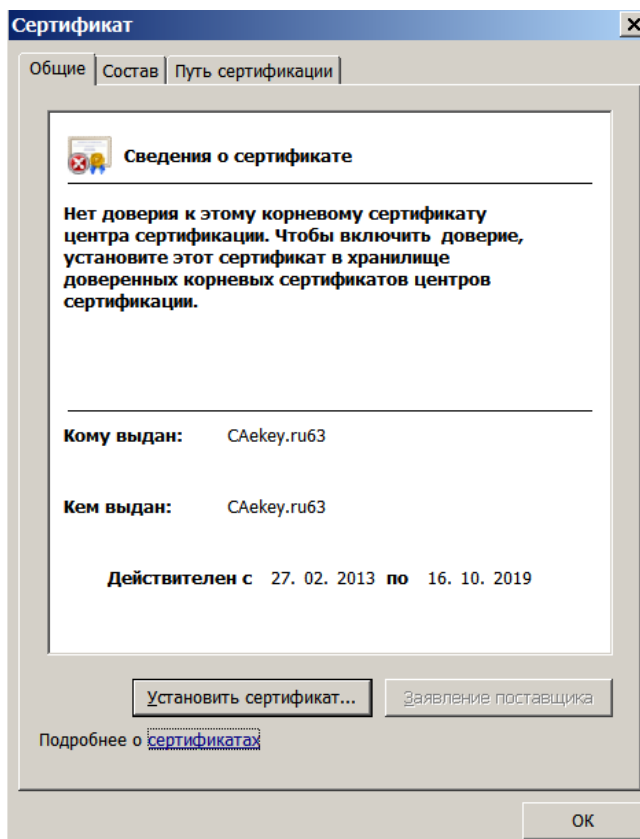 Сертификат
Общие
Состав
Путь сертификации
Сведения о сертификате
Нет доверия к этому корневому сертификату
центра сертификации. Чтобы включить доверие,
установите этот сертификат в хранилище
доверенных корневых сертификатов центров
сертификации.
Кому выдан: CAekey.ru63
Кем выдан: CAekey.ru63
Действителен с 27. 02. 2013 по 16. 10. 2019
Установить сертификат...
Заявление поставщика
Подробнее о сертификатах
ОК